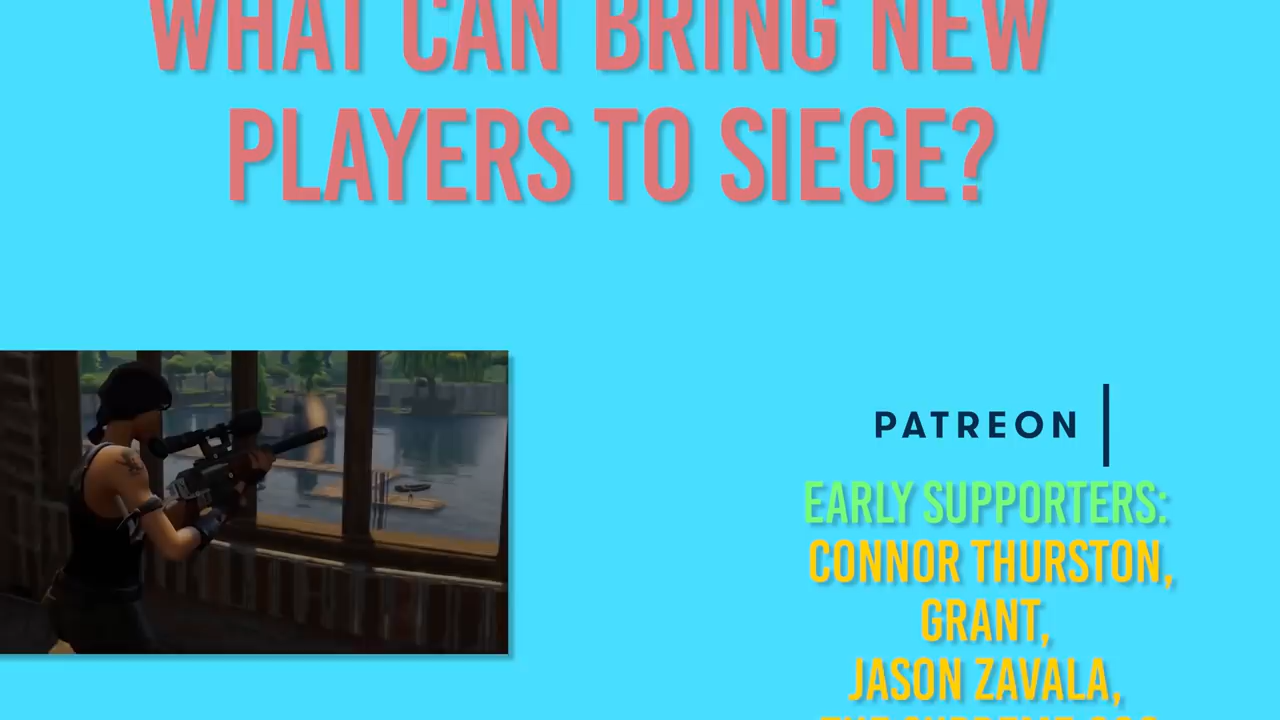 WHAT CAN BRING NEW
PLAYERS TO SIEGE?
PATREON
EARLY SUPPORTERS:
CONNOR THURSTON,
GRANT,
JASON ZAVALA,